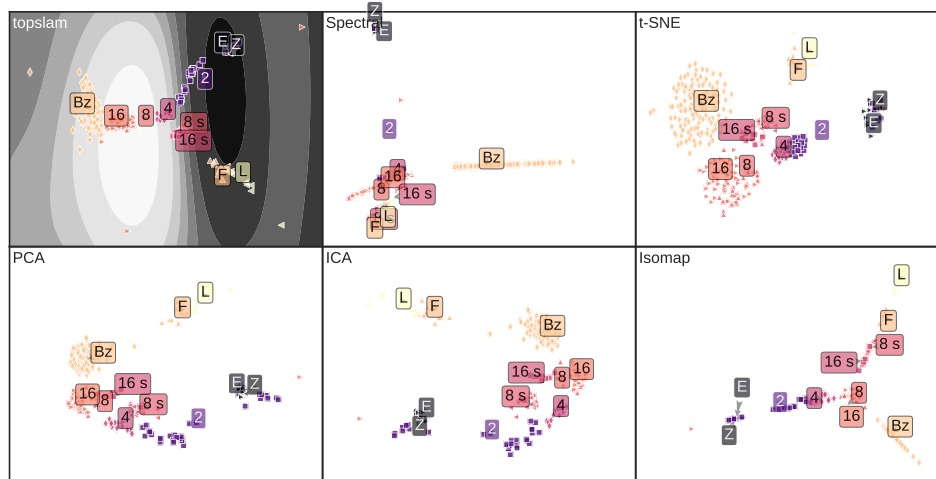 topslam
E Z
2
Bz 16 8 4
8 s
16 s
F L
Z
Spectral
E
2
Bz
4
16
8 16 s
L
F
t-SNE
L
F
Bz
Z
E
16 s 8 s
2
4
16 8
PCA
L
F
Bz
E Z
16 s
16 8
8 s
4
2
ICA
L
F
Bz
16 s 8 16
8 s
4
E
Z
2
Isomap
L
F
8 s
16 s
E
2 4 8
16
Z
Bz